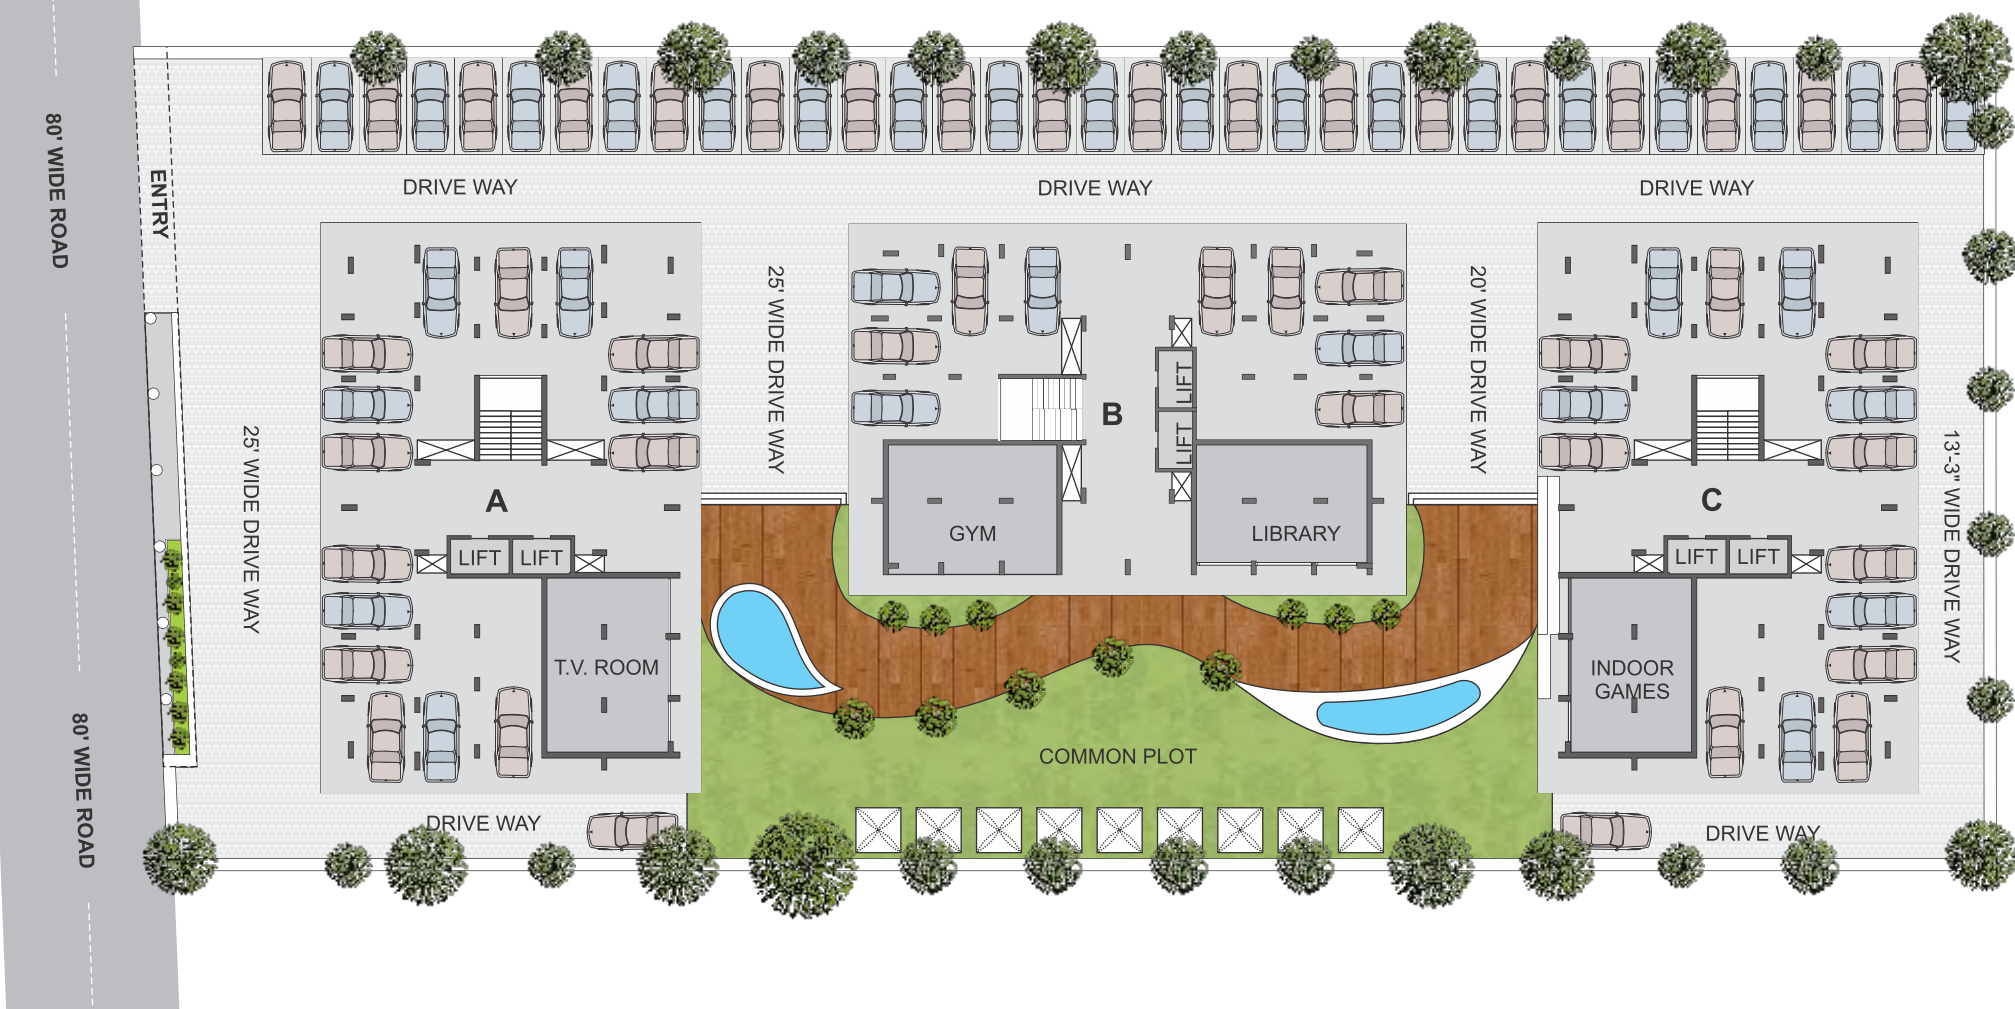 80' WIDE ROAD
ENTRY
DRIVE WAY
DRIVE WAY
DRIVE WAY
25' WIDE DRIVE WAY
20' WIDE DRIVE WAY
LIFT
LIFT
B
25' WIDE DRIVE WAY
13'-3" WIDE DRIVE WAY
A
C
GYM
LIBRARY
LIFT
LIFT
LIFT
LIFT
T.V. ROOM
INDOOR
GAMES
COMMON PLOT
80' WIDE ROAD
DRIVE WAY
DRIVE WAY